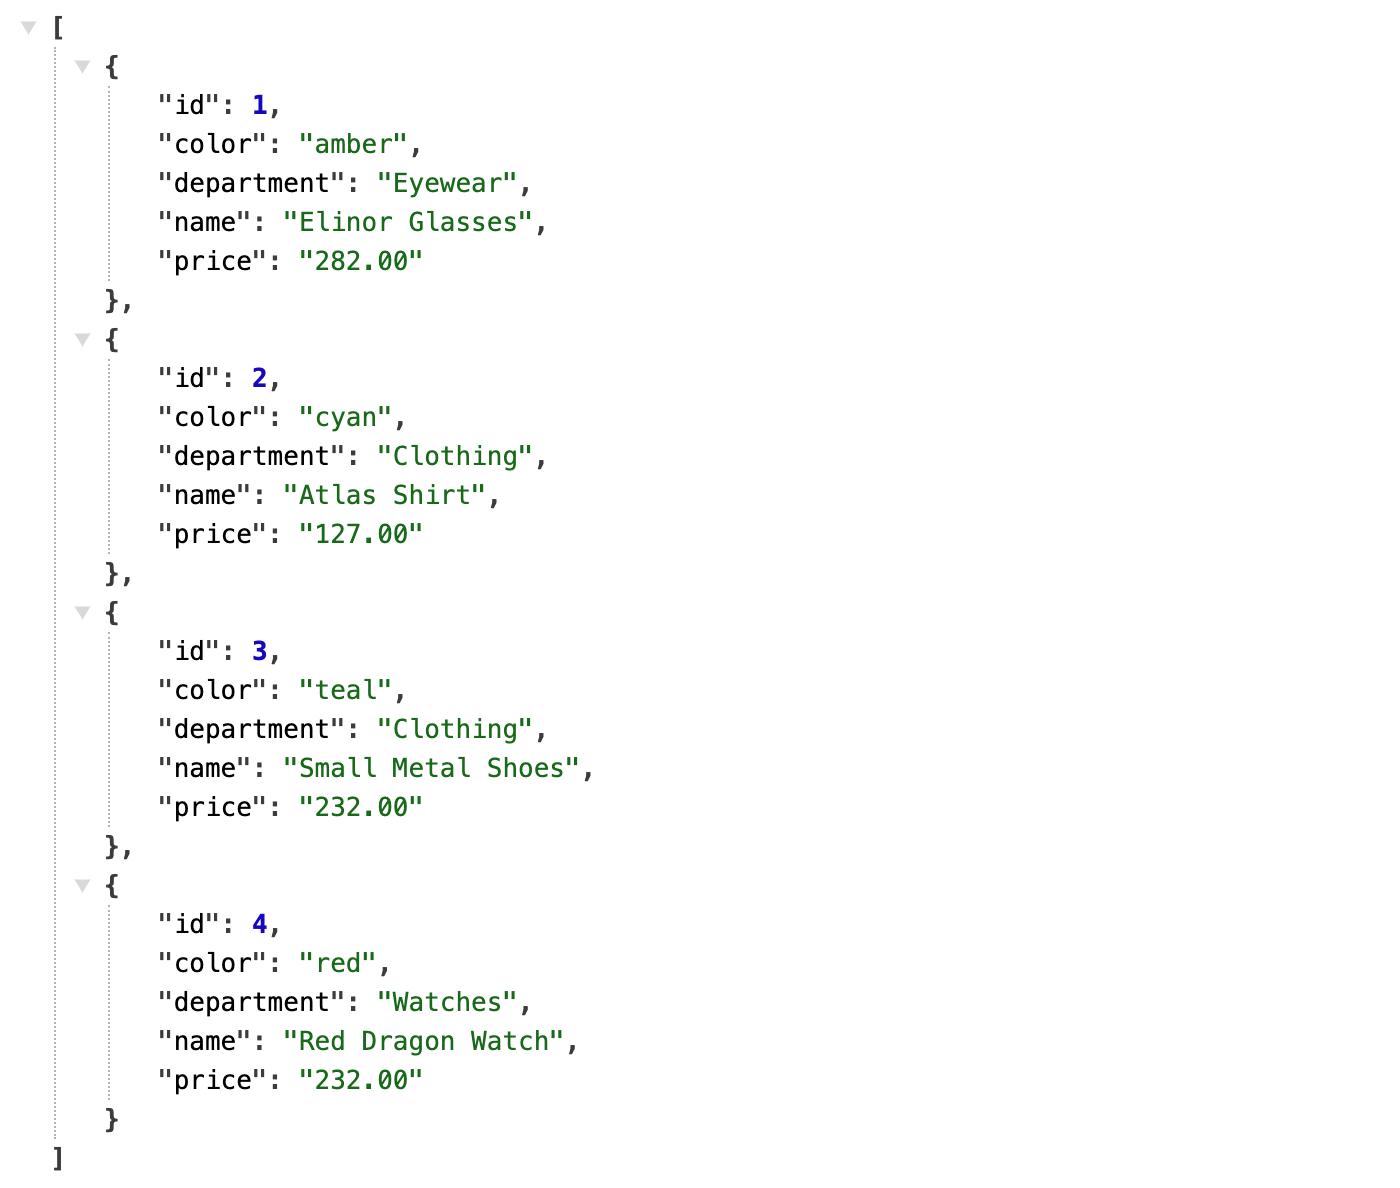 [
{
"id": 1,
"color": "amber",
"department": "Eyewear",
"name": "Elinor Glasses",
"price": "282.00"
},
{
"id": 2,
"color": "cyan",
"department": "Clothing",
"name": "Atlas Shirt",
"price": "127.00"
},
{
"id": 3,
"color": "teal",
"department": "Clothing",
"name": "Small Metal Shoes",
"price": "232.00"
},
{
"id": 4,
"color": "red",
"department": "Watches",
"name": "Red Dragon Watch",
"price": "232.00"
}
]